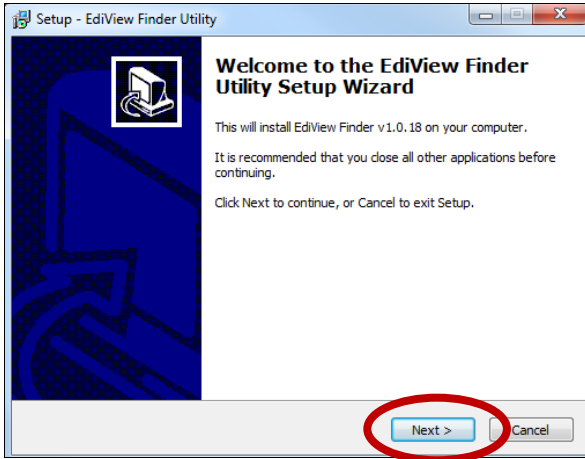 Setup - EdiView Finder Utility
Welcome to the EdiView Finder
Utility Setup Wizard
This will install EdiView Finder v1.0.18 on your computer.
It is recommended that you close all other applications before
continuing.
Click Next to continue, or Cancel to exit Setup.
Next >
Cancel